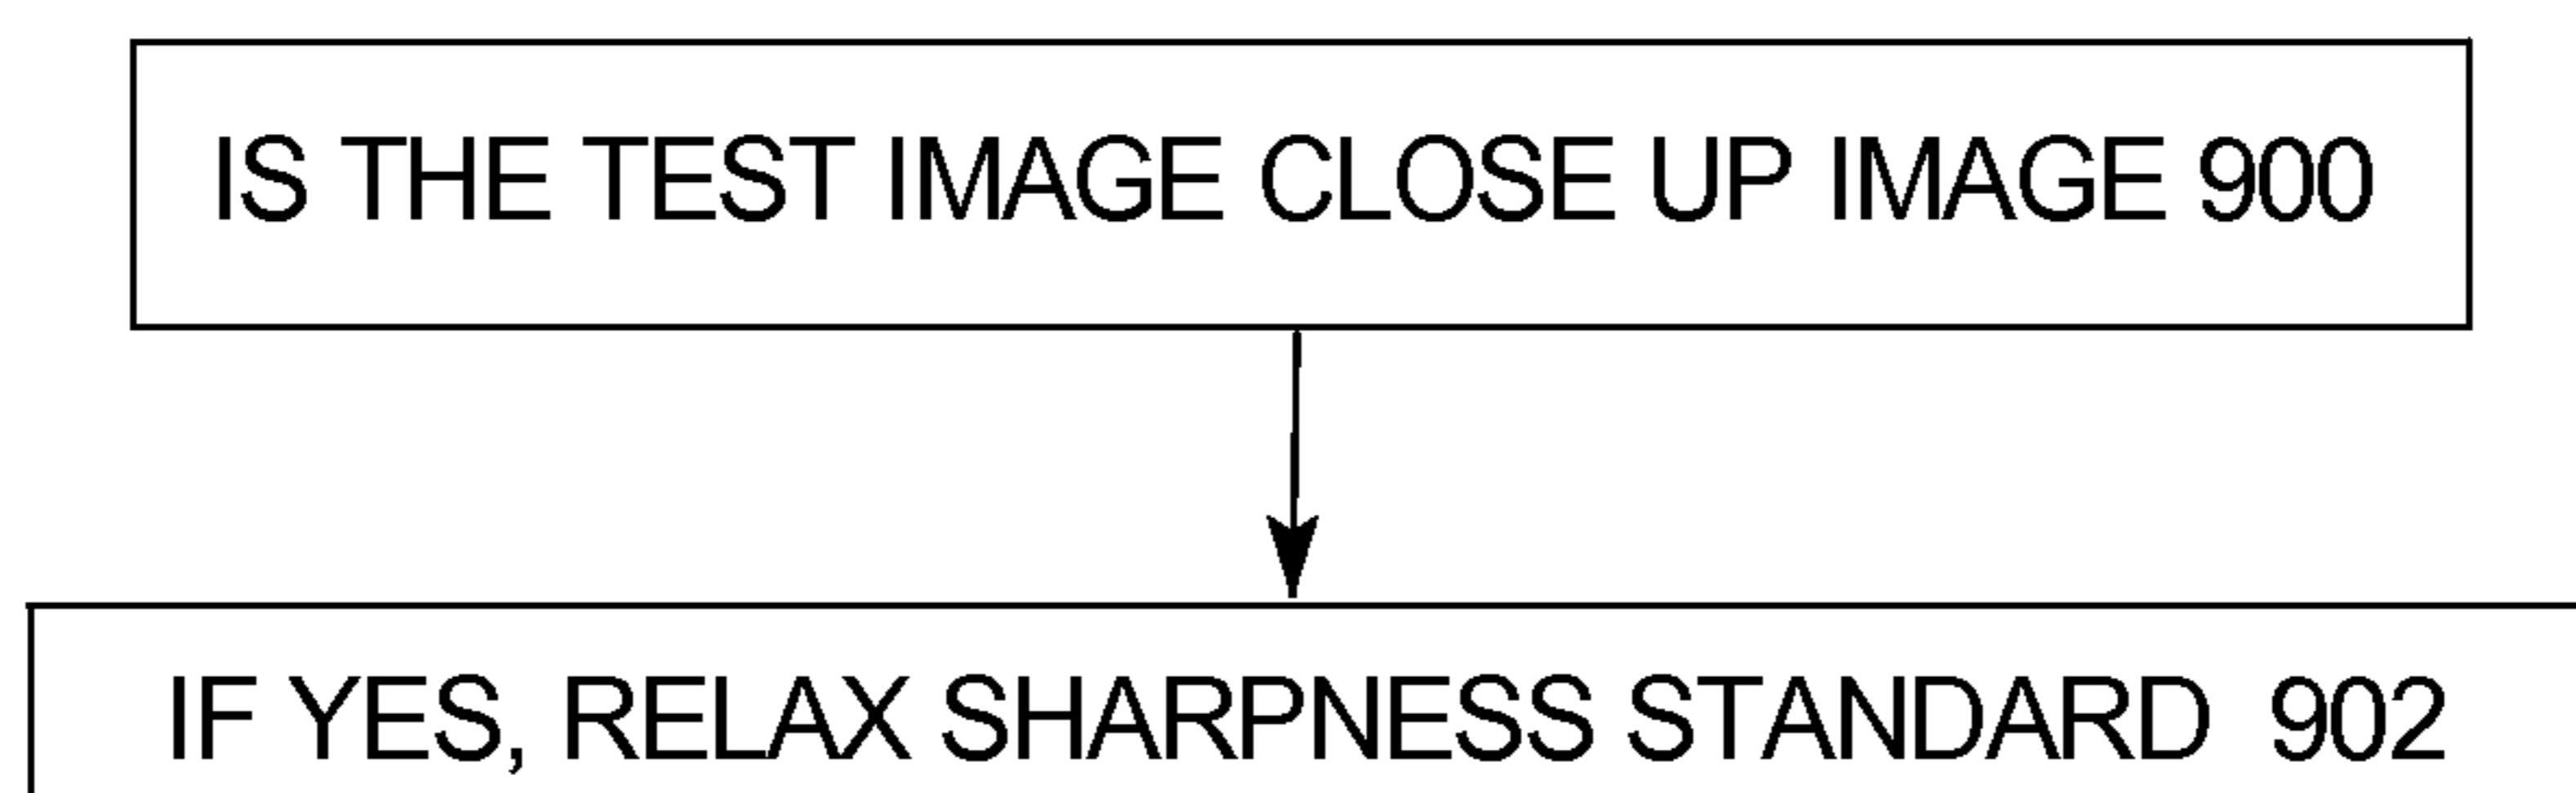 IS THE TEST IMAGE CLOSE UP IMAGE 900
IF YES, RELAX SHARPNESS STANDARD 902